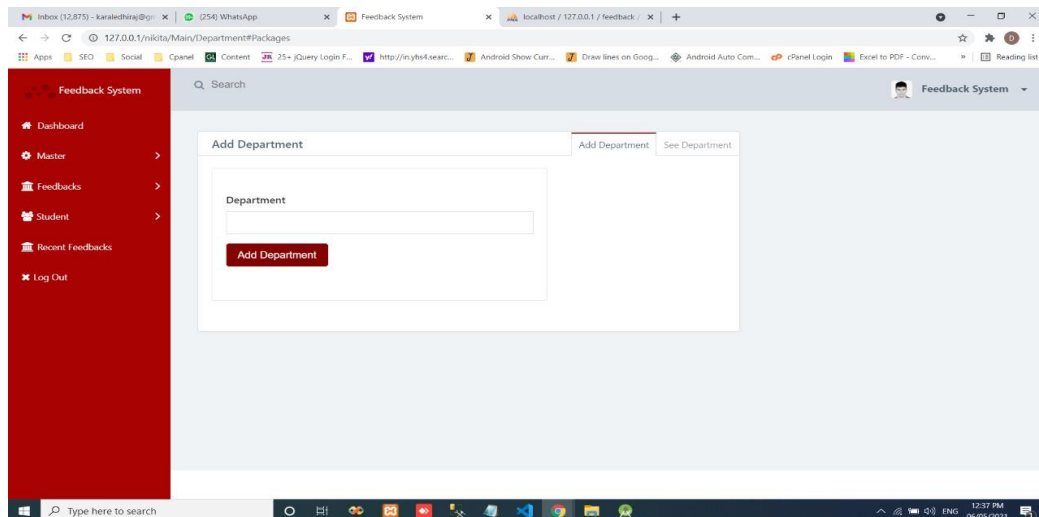 Inbox (12,875) - karaledhiraj@gr
(254) WhatsApp
Feedback System
localhost / 127.0.0.1 / feedback /
127.0.0.1/nikita/Main/Department#Packages
Apps SEO Social Cpanel Content 25+ jQuery Login F... http://in.yhs4.searc... Android Show Curr... Draw lines on Goog... Android Auto Com... cPanel Login Excel to PDF - Conv... » Reading list
Feedback System
Search
Feedback System
Dashboard
Master
Feedbacks
Student
Recent Feedbacks
Log Out
Add Department
Add Department
See Department
Department
Add Department
Type here to search
ENG
12:37 PM
06/05/2021